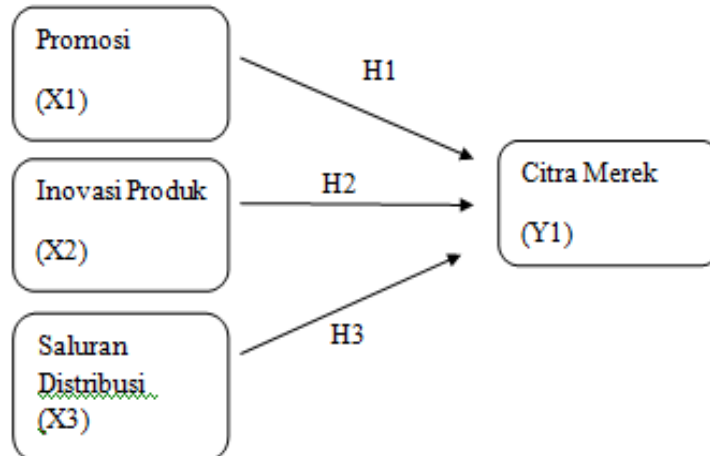 Promosi
(X1)
H1
Inovasi Produk
(X2)
H2
Citra Merek
(Y1)
Saluran
Distribusi
(X3)
H3